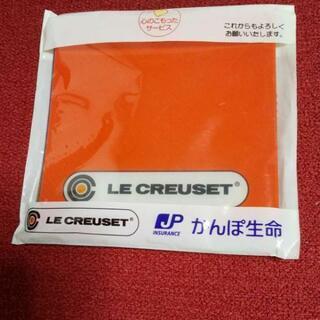 心のこもった
サービス
これからもよろしく
お願いいたします。
LE CREUSET®
LE CREUSET®
JP
INSURANCE
かんぽ生命